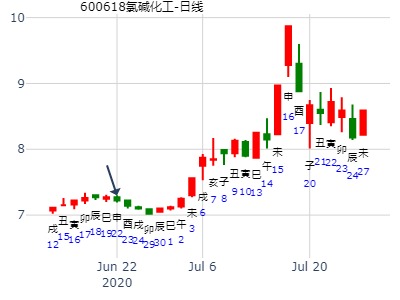 600618氯碱化工-日线
10
9
8
7
戌
12
丑
15
寅
16
卯
17
辰
18
巳
19
申
22
酉
23
戌
24
卯
29
辰
30
巳
1
午
2
未
3
戌
6
亥
7
子
8
丑
9
寅
10
巳
13
午
14
未
15
申
16
酉
17
子
20
丑
21
寅
22
卯
23
辰
24
未
27
Jun 22
2020
Jul 6
Jul 20